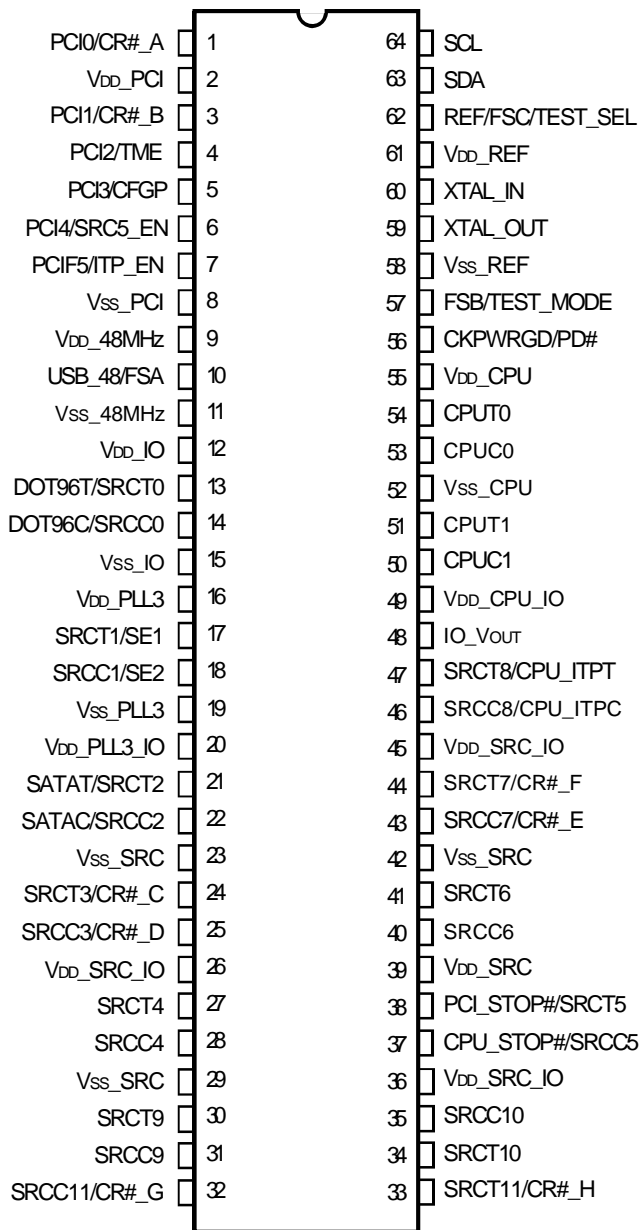 PCI0/CR#_A 1 64 SCL
VDD_PCI 2 63 SDA
PCI1/CR#_B 3 62 REF/FSC/TEST_SEL
PCI2/TME 4 61 VDD_REF
PCI3/CFGP 5 60 XTAL_IN
PCI4/SRC5_EN 6 59 XTAL_OUT
PCIF5/ITP_EN 7 58 VSS_REF
VSS_PCI 8 57 FSB/TEST_MODE
VDD_48MHz 9 56 CKPWRGD/PD#
USB_48/FSA 10 55 VDD_CPU
VSS_48MHz 11 54 CPUT0
VDD_IO 12 53 CPUC0
DOT96T/SRCT0 13 52 VSS_CPU
DOT96C/SRCC0 14 51 CPUT1
VSS_IO 15 50 CPUC1
VDD_PLL3 16 49 VDD_CPU_IO
SRCT1/SE1 17 48 IO_VOUT
SRCC1/SE2 18 47 SRCT8/CPU_ITPT
VSS_PLL3 19 46 SRCC8/CPU_ITPC
VDD_PLL3_IO 20 45 VDD_SRC_IO
SATAT/SRCT2 21 44 SRCT7/CR#_F
SATAC/SRCC2 22 43 SRCC7/CR#_E
VSS_SRC 23 42 VSS_SRC
SRCT3/CR#_C 24 41 SRCT6
SRCC3/CR#_D 25 40 SRCC6
VDD_SRC_IO 26 39 VDD_SRC
SRCT4 27 38 PCI_STOP#/SRCT5
SRCC4 28 37 CPU_STOP#/SRCC5
VSS_SRC 29 36 VDD_SRC_IO
SRCT9 30 35 SRCC10
SRCC9 31 34 SRCT10
SRCC11/CR#_G 32 33 SRCT11/CR#_H